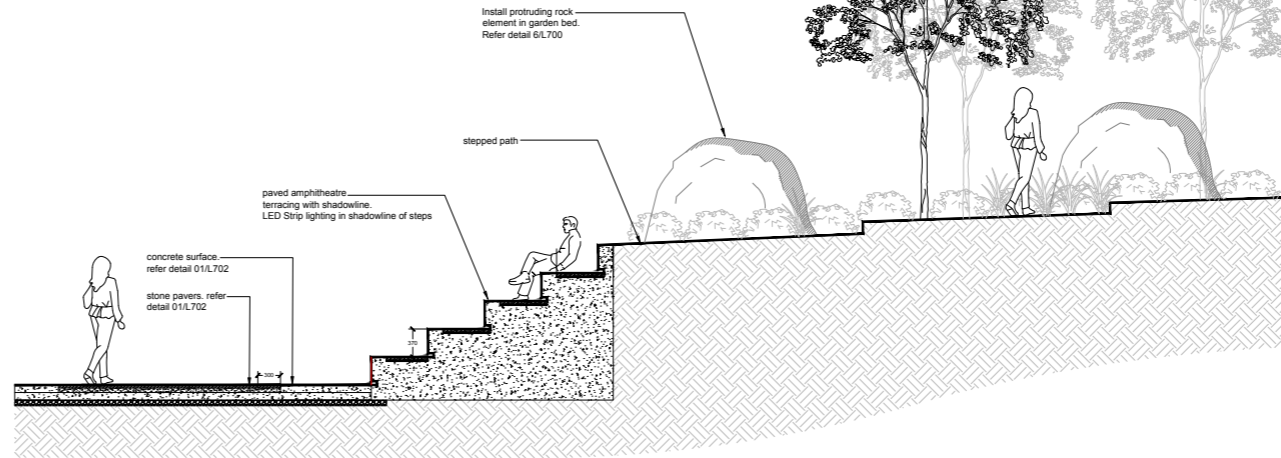 Install protruding rock
element in garden bed.
Refer detail 6/L700
stepped path
paved amphitheatre
terracing with shadowline.
LED Strip lighting in shadowline of steps
concrete surface.
refer detail 01/L702
stone pavers. refer
detail 01/L702
370
300